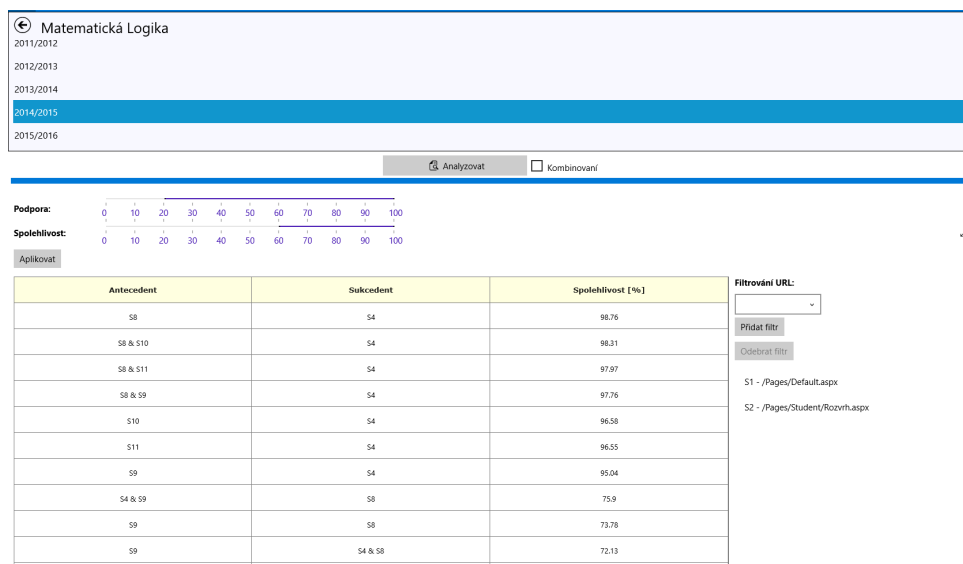 Matematická Logika
2011/2012
2012/2013
2013/2014
2014/2015
2015/2016
Analyzovat Kombinovaní
Podpora: 0 10 20 30 40 50 60 70 80 90 100
Spolehlivost: 0 10 20 30 40 50 60 70 80 90 100
Aplikovat
Antecedent Sukcedent Spolehlivost [%]
S8 S4 98.76
S8 & S10 S4 98.31
S8 & S11 S4 97.97
S8 & S9 S4 97.76
S10 S4 96.58
S11 S4 96.55
S9 S4 95.04
S4 & S9 S8 75.9
S9 S8 73.78
S9 S4 & S8 72.13
Filtrování URL:
Přidat filtr
Odebrat filtr
S1 - /Pages/Default.aspx
S2 - /Pages/Student/Rozvrh.aspx